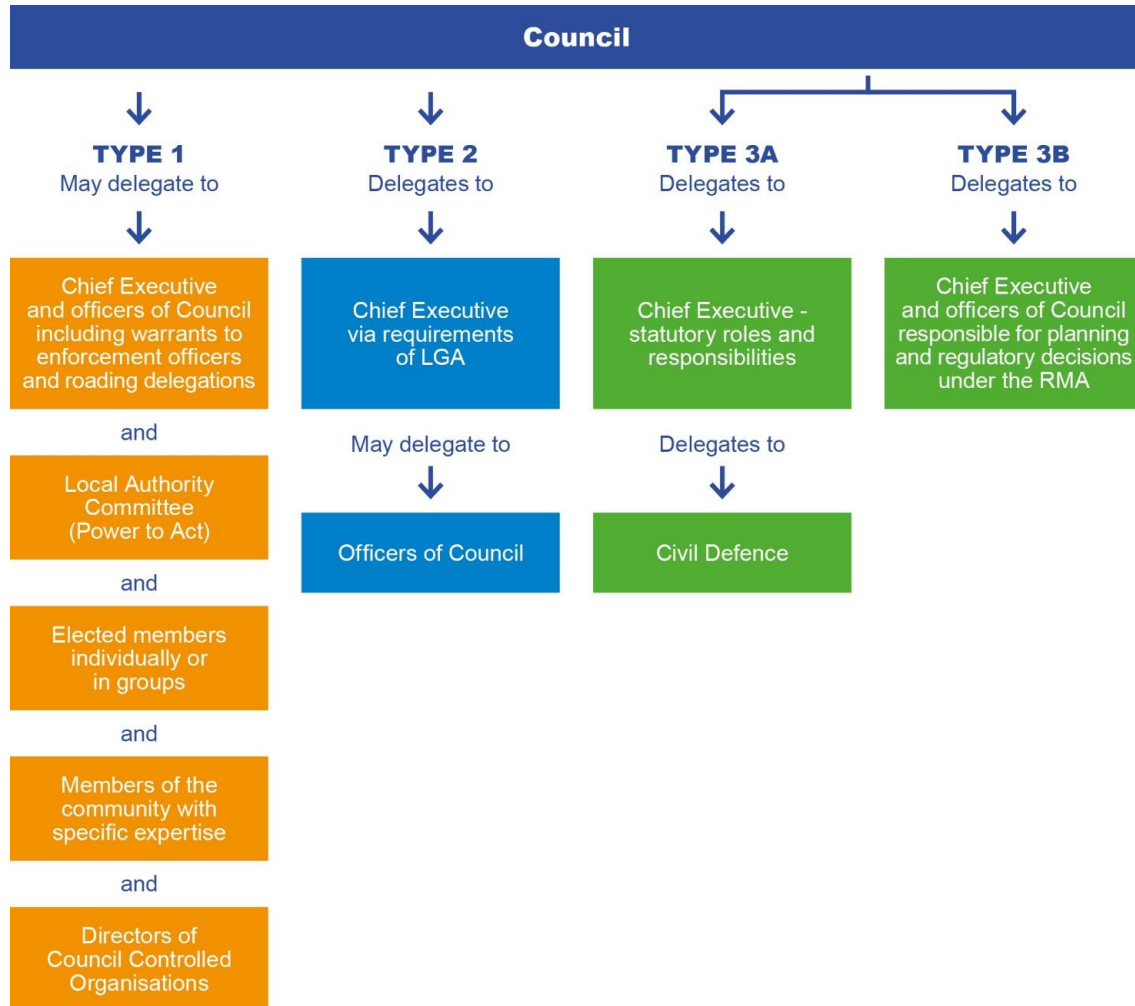 Council
TYPE 1
May delegate to
Chief Executive
and officers of Council
including warrants to
enforcement officers
and roading delegations
and
Local Authority
Committee
(Power to Act)
and
Elected members
individually or
in groups
and
Members of the
community with
specific expertise
and
Directors of
Council Controlled
Organisations
TYPE 2
Delegates to
Chief Executive
via requirements
of LGA
May delegate to
Officers of Council
TYPE 3A
Delegates to
Chief Executive -
statutory roles and
responsibilities
Delegates to
Civil Defence
TYPE 3B
Delegates to
Chief Executive
and officers of Council
responsible for planning
and regulatory decisions
under the RMA